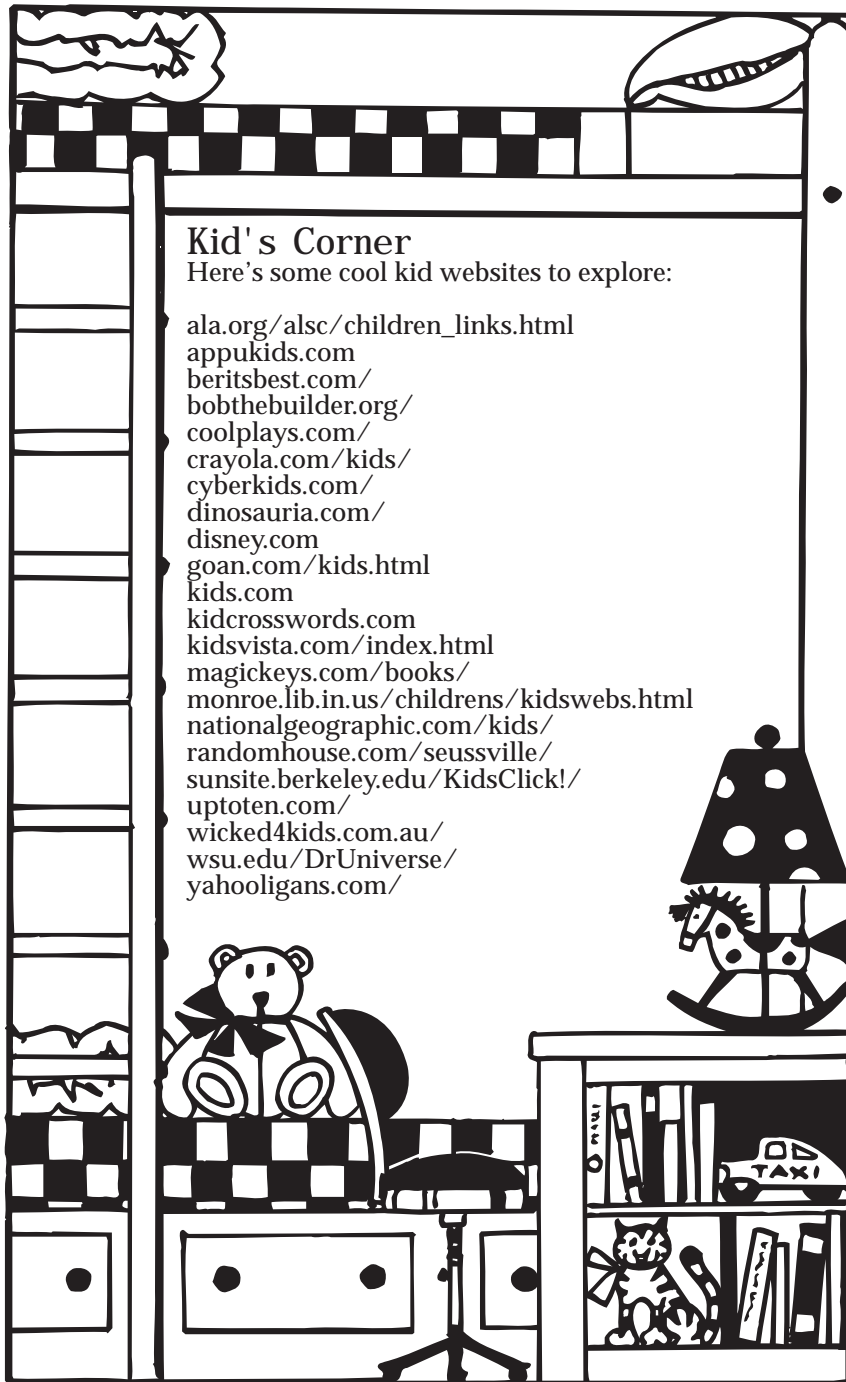 Kid's Corner
Here’s some cool kid websites to explore:
ala.org/alsc/children_links.html
appukids.com
beritsbest.com/
bobthebuilder.org/
coolplays.com/
crayola.com/kids/
cyberkids.com/
dinosauria.com/
disney.com
goan.com/kids.html
kids.com
kidcrosswords.com
kidsvista.com/index.html
magickeys.com/books/
monroe.lib.in.us/childrens/kidswebs.html
nationalgeographic.com/kids/
randomhouse.com/seussville/
sunsite.berkeley.edu/KidsClick!/
uptoten.com/
wicked4kids.com.au/
wsu.edu/DrUniverse/
yahooligans.com/
TAXI